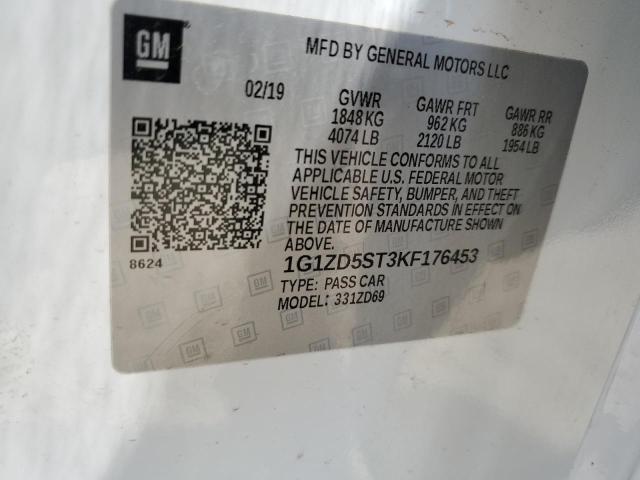 GM
MFD BY GENERAL MOTORS LLC
02/19
GVWR
1848 KG
4074 LB
GAWR FRT
962 KG
2120 LB
GAWR RR
886 KG
1954 LB
THIS VEHICLE CONFORMS TO ALL
APPLICABLE U.S. FEDERAL MOTOR
VEHICLE SAFETY, BUMPER, AND THEFT
PREVENTION STANDARDS IN EFFECT ON
THE DATE OF MANUFACTURE SHOWN
ABOVE.
8624
1G1ZD5ST3KF176453
TYPE: PASS CAR
MODEL: 331ZD69